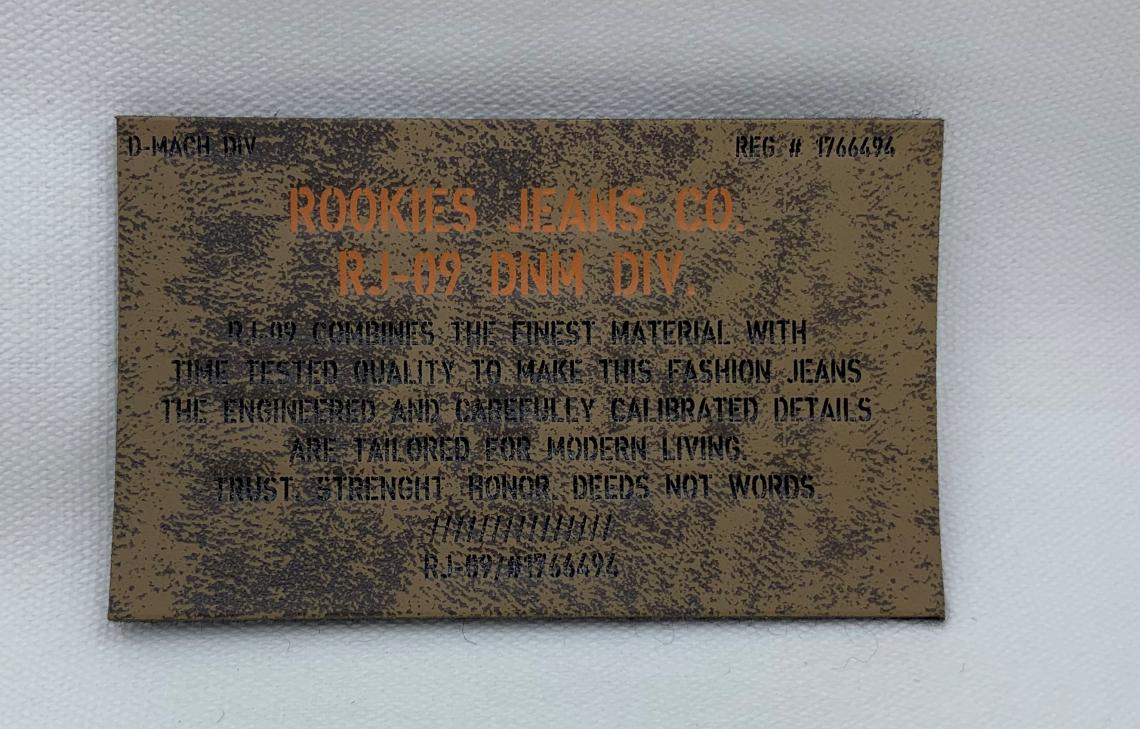 D-MACH DIV
REG # 1766494
ROOKIES JEANS CO.
RJ-09 DNM DIV.
RJ-09 COMBINES THE FINEST MATERIAL WITH
TIME TESTED QUALITY TO MAKE THIS FASHION JEANS
THE ENGINEERED AND CAREFULLY CALIBRATED DETAILS
ARE TAILORED FOR MODERN LIVING.
TRUST. STRENGHT. HONOR. DEEDS NOT WORDS
//////////////
RJ-09/#1766494